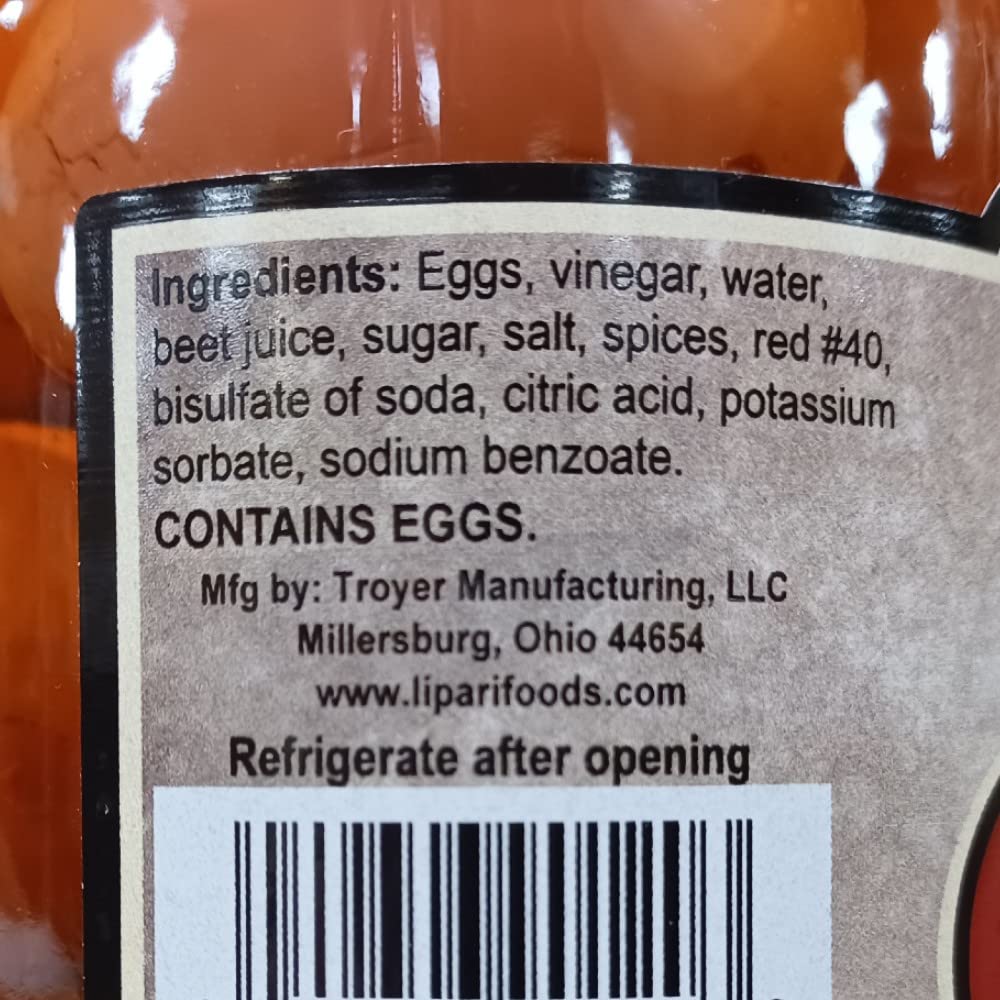 Ingredients: Eggs, vinegar, water,
beet juice, sugar, salt, spices, red #40,
bisulfate of soda, citric acid, potassium
sorbate, sodium benzoate.
CONTAINS EGGS.
Mfg by: Troyer Manufacturing, LLC
Millersburg, Ohio 44654
www.liparifoods.com
Refrigerate after opening